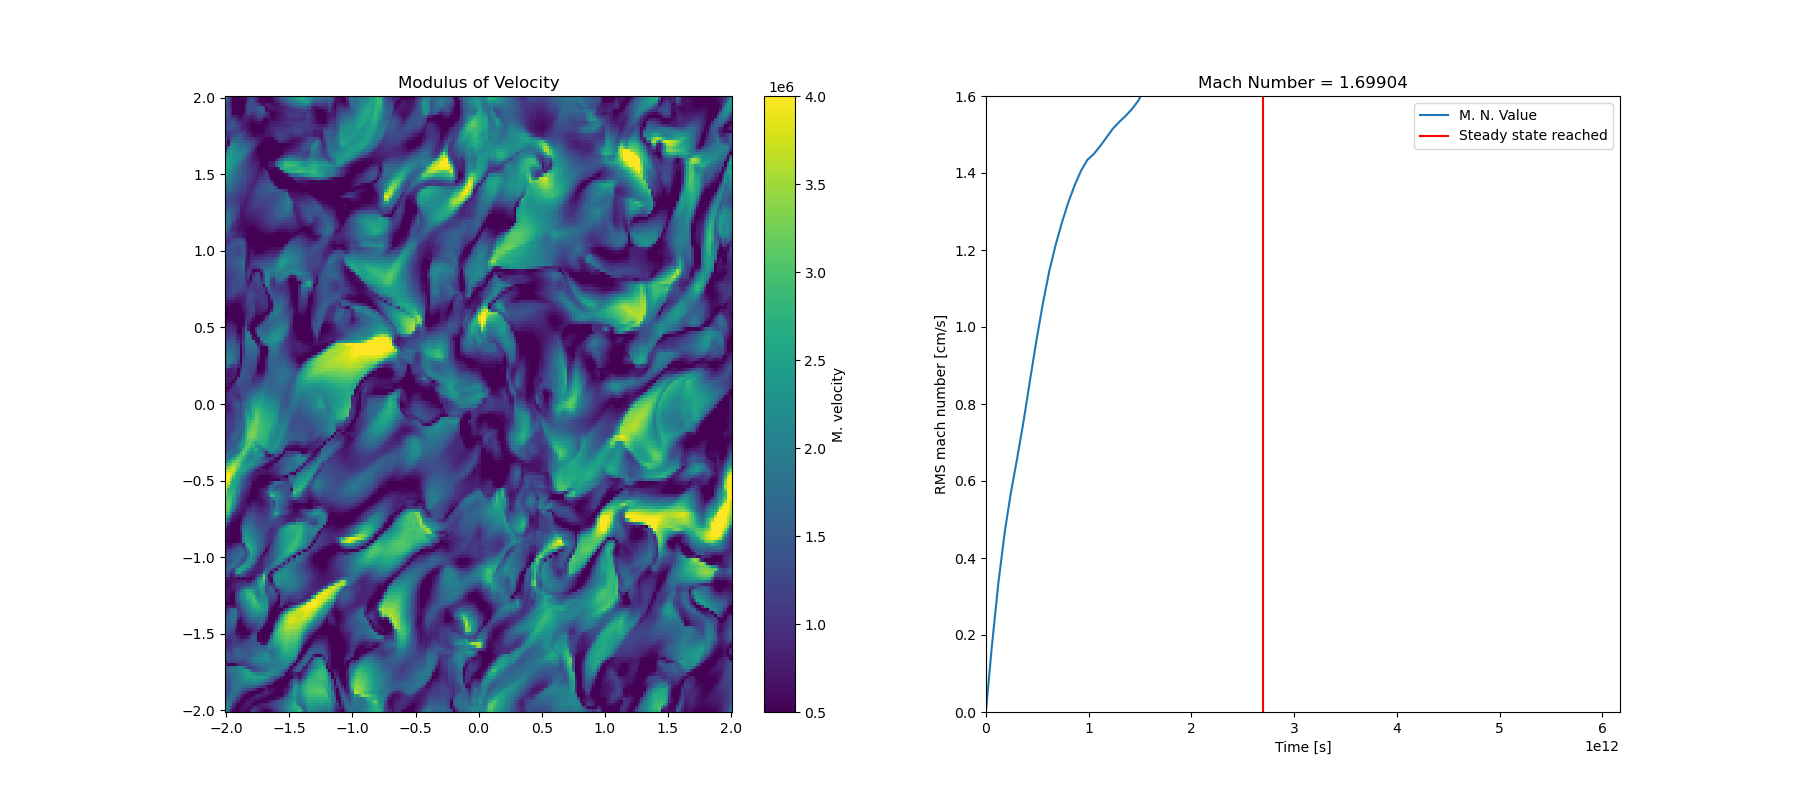 Modulus of Velocity
1e6
2.0
1.5
1.0
0.5
0.0
−0.5
−1.0
−1.5
−2.0
−2.0 −1.5 −1.0 −0.5 0.0 0.5 1.0 1.5 2.0
4.0
3.5
3.0
2.5
2.0
1.5
1.0
0.5
M. velocity
Mach Number = 1.69904
M. N. Value
Steady state reached
RMS mach number [cm/s]
1.6
1.4
1.2
1.0
0.8
0.6
0.4
0.2
0.0
0 1 2 3 4 5 6
Time [s]
1e12